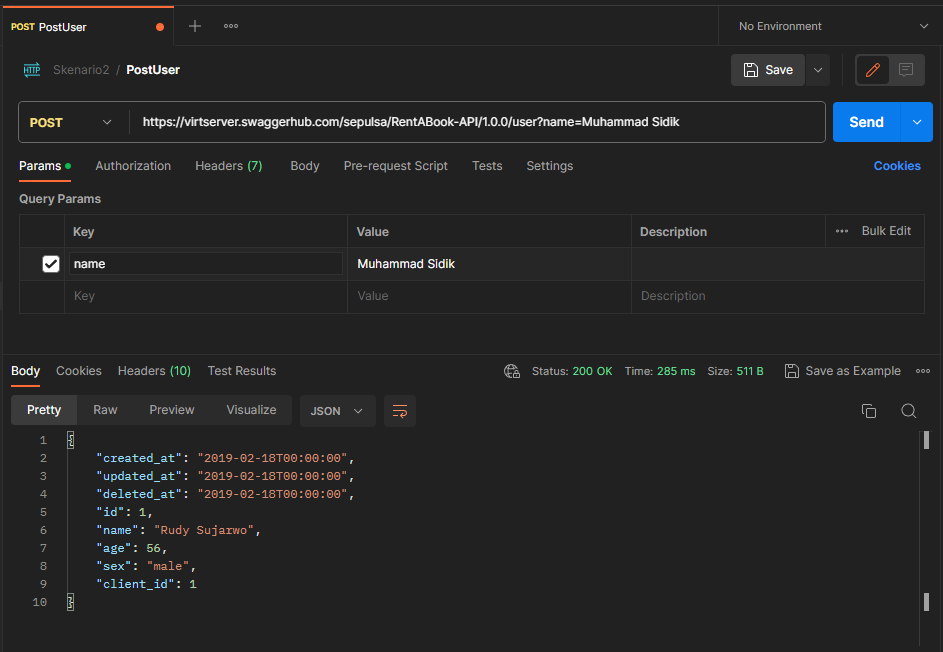 POST PostUser
No Environment
HTTP Skenario2 / PostUser Save
POST https://virtserver.swaggerhub.com/sepulsa/RentABook-API/1.0.0/user?name=Muhammad Sidik Send
Params Authorization Headers (7) Body Pre-request Script Tests Settings Cookies
Query Params
Key Value Description Bulk Edit
name Muhammad Sidik
Key Value Description
Body Cookies Headers (10) Test Results Status: 200 OK Time: 285 ms Size: 511 B Save as Example
Pretty Raw Preview Visualize JSON
1 {
2 "created_at": "2019-02-18T00:00:00",
3 "updated_at": "2019-02-18T00:00:00",
4 "deleted_at": "2019-02-18T00:00:00",
5 "id": 1,
6 "name": "Rudy Sujarwo",
7 "age": 56,
8 "sex": "male",
9 "client_id": 1
10 }